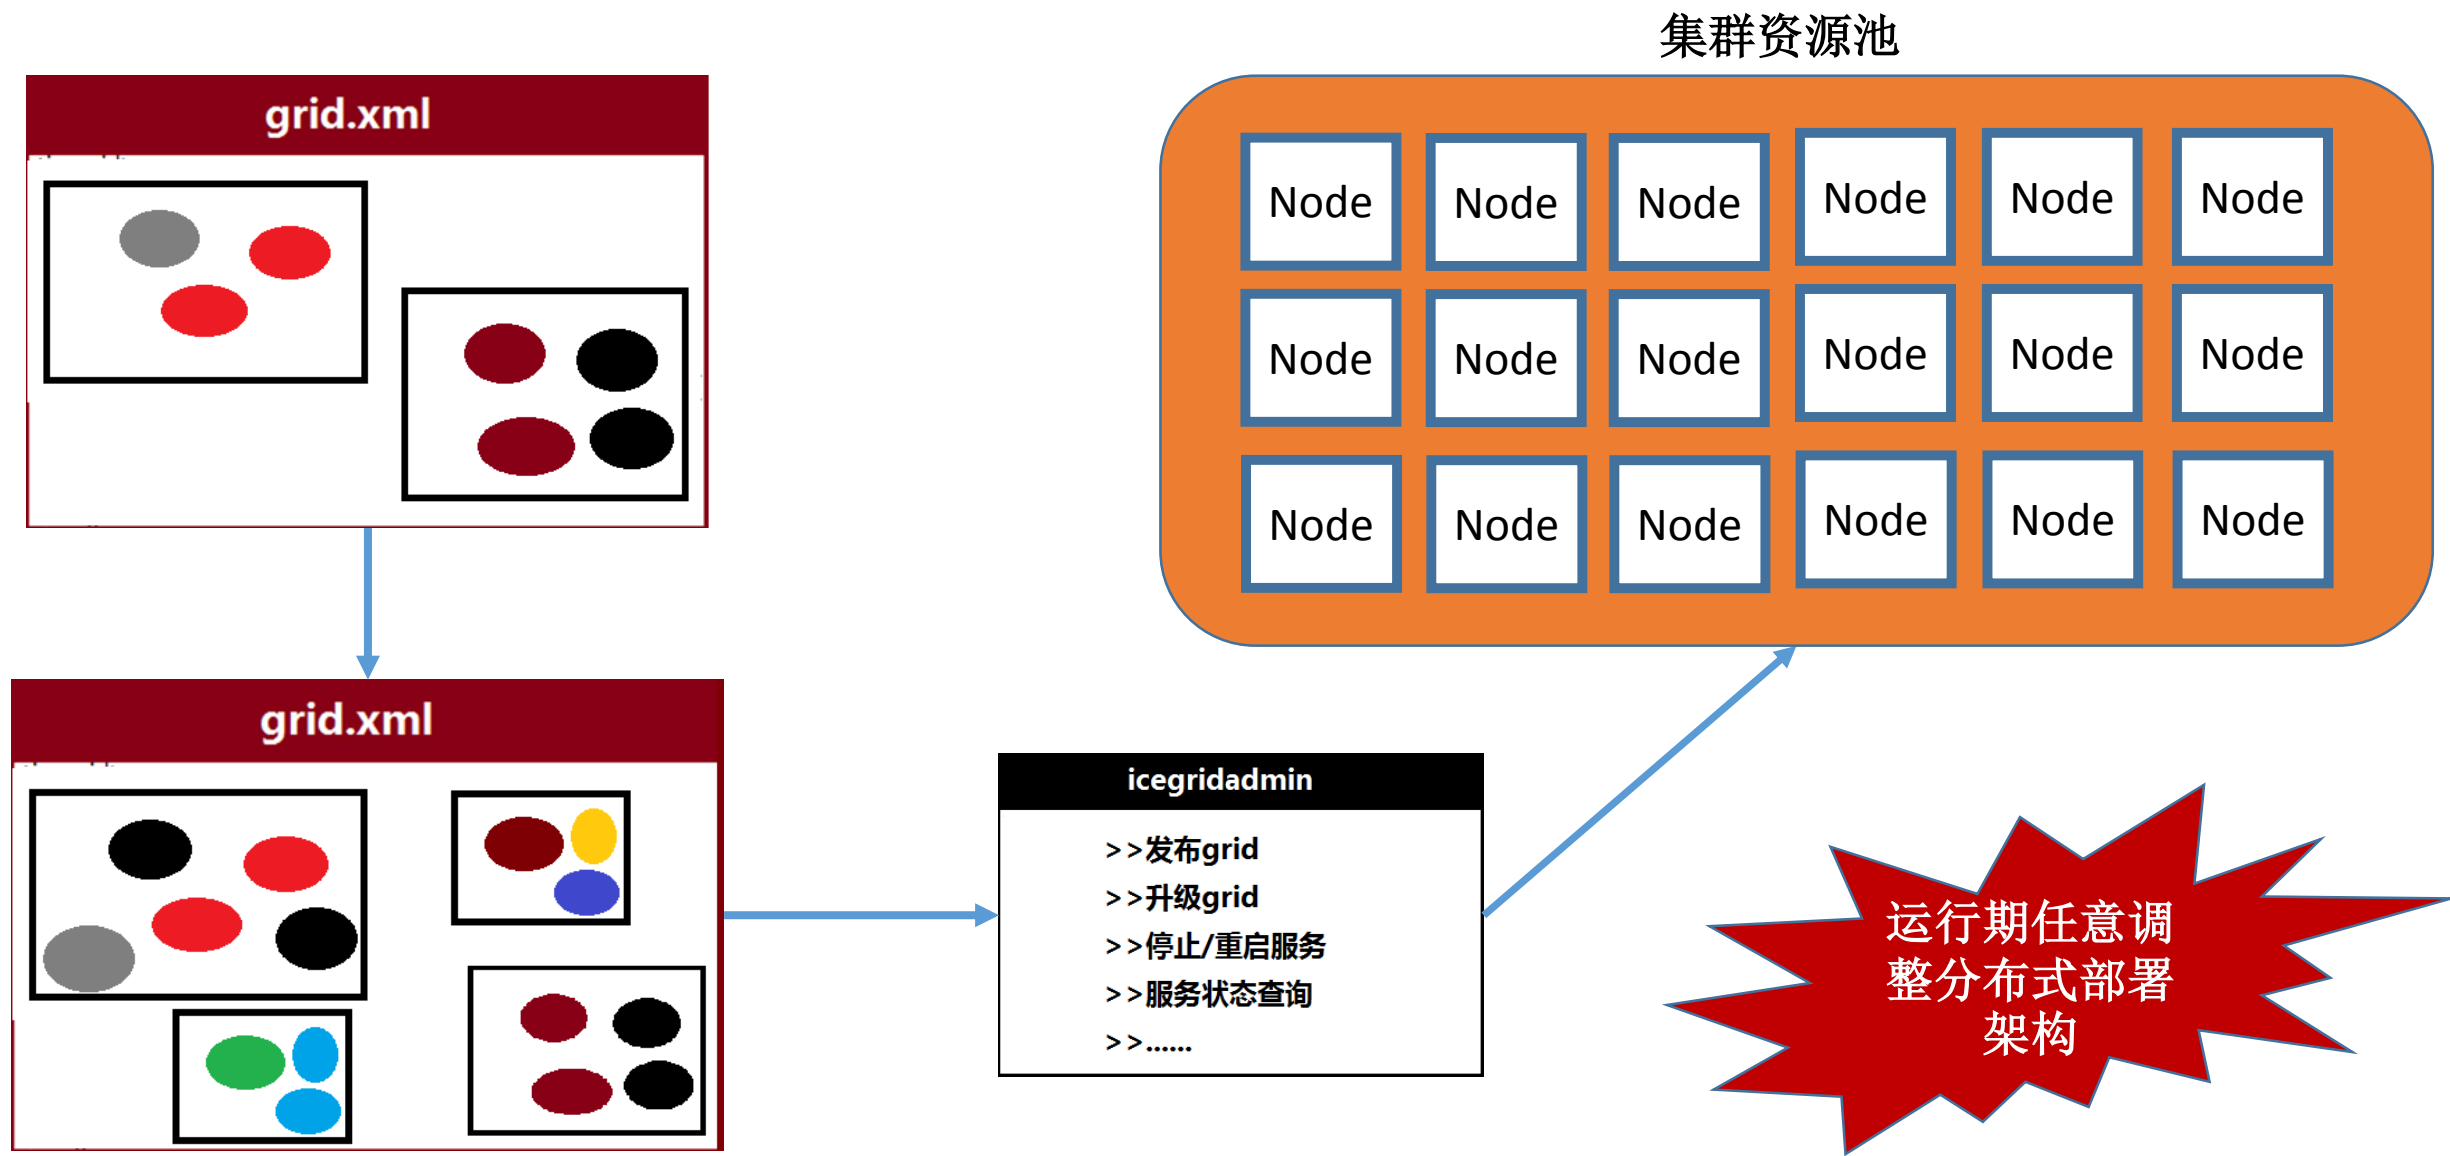 集群资源池
grid.xml
Node Node Node Node Node Node
Node Node Node Node Node Node
Node Node Node Node Node Node
grid.xml
icegridadmin
>>发布grid
>>升级grid
>>停止/重启服务
>>服务状态查询
>>......
运行期任意调
整分布式部署
架构